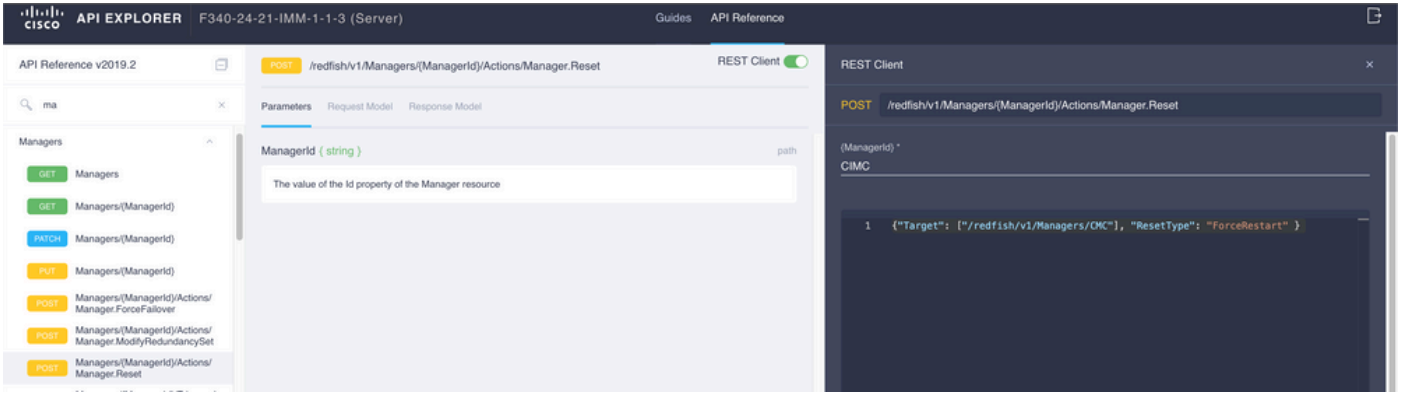 CISCO API EXPLORER F340-24-21-IMM-1-1-3 (Server) Guides API Reference
API Reference v2019.2
ma
Managers
GET Managers
GET Managers/{ManagerId}
PATCH Managers/{ManagerId}
PUT Managers/{ManagerId}
POST Managers/{ManagerId}/Actions/
Manager.ForceFailover
POST Managers/{ManagerId}/Actions/
Manager.ModifyRedundancySet
POST Managers/{ManagerId}/Actions/
Manager.Reset
POST /redfish/v1/Managers/{ManagerId}/Actions/Manager.Reset REST Client
Parameters Request Model Response Model
ManagerId ( string ) path
The value of the Id property of the Manager resource
REST Client
POST /redfish/v1/Managers/{ManagerId}/Actions/Manager.Reset
{ManagerId} *
CIMC
1 {"Target": ["/redfish/v1/Managers/CMC"], "ResetType": "ForceRestart" }